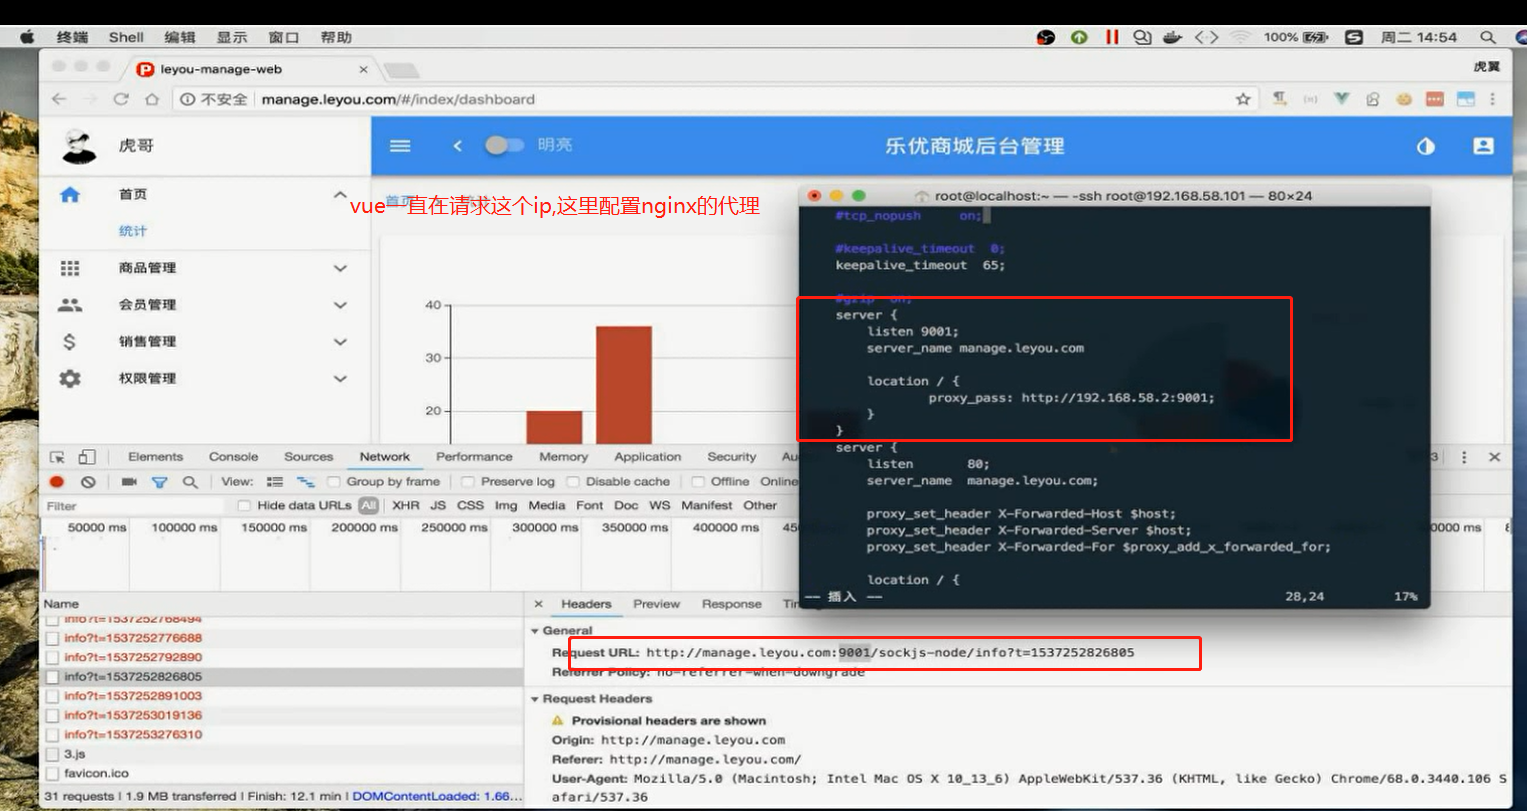 终端 Shell 编辑 显示 窗口 帮助
100% 周二 14:54
leyou-manage-web
虎翼
不安全 manage.leyou.com/#/index/dashboard
虎哥
明亮
乐优商城后台管理
首页
统计
商品管理
会员管理
销售管理
权限管理
vue一直在请求这个ip,这里配置nginx的代理
40
30
20
root@localhost:~ — -ssh root@192.168.58.101 — 80×24
#tcp_nopush on;
#keepalive_timeout 0;
keepalive_timeout 65;
#gzip on;
server {
listen 9001;
server_name manage.leyou.com
location / {
proxy_pass: http://192.168.58.2:9001;
}
}
server {
listen 80;
server_name manage.leyou.com;
proxy_set_header X-Forwarded-Host $host;
proxy_set_header X-Forwarded-Server $host;
proxy_set_header X-Forwarded-For $proxy_add_x_forwarded_for;
location / {
-- 插入 --
28,24 17%
Elements Console Sources Network Performance Memory Application Security Au
View: Group by frame Preserve log Disable cache Offline Online
Filter Hide data URLs All XHR JS CSS Img Media Font Doc WS Manifest Other
50000 ms 100000 ms 150000 ms 200000 ms 250000 ms 300000 ms 350000 ms 400000 ms
Name
info?t=1537252768494
info?t=1537252776688
info?t=1537252792890
info?t=1537252826805
info?t=1537252891003
info?t=1537253019136
info?t=1537253276310
3.js
favicon.ico
31 requests | 1.9 MB transferred | Finish: 12.1 min | DOMContentLoaded: 1.66...
Headers Preview Response
General
Request URL: http://manage.leyou.com:9001/sockjs-node/info?t=1537252826805
Referrer Policy: no-referrer-when-downgrade
Request Headers
Provisional headers are shown
Origin: http://manage.leyou.com
Referer: http://manage.leyou.com/
User-Agent: Mozilla/5.0 (Macintosh; Intel Mac OS X 10_13_6) AppleWebKit/537.36 (KHTML, like Gecko) Chrome/68.0.3440.106 S
afari/537.36